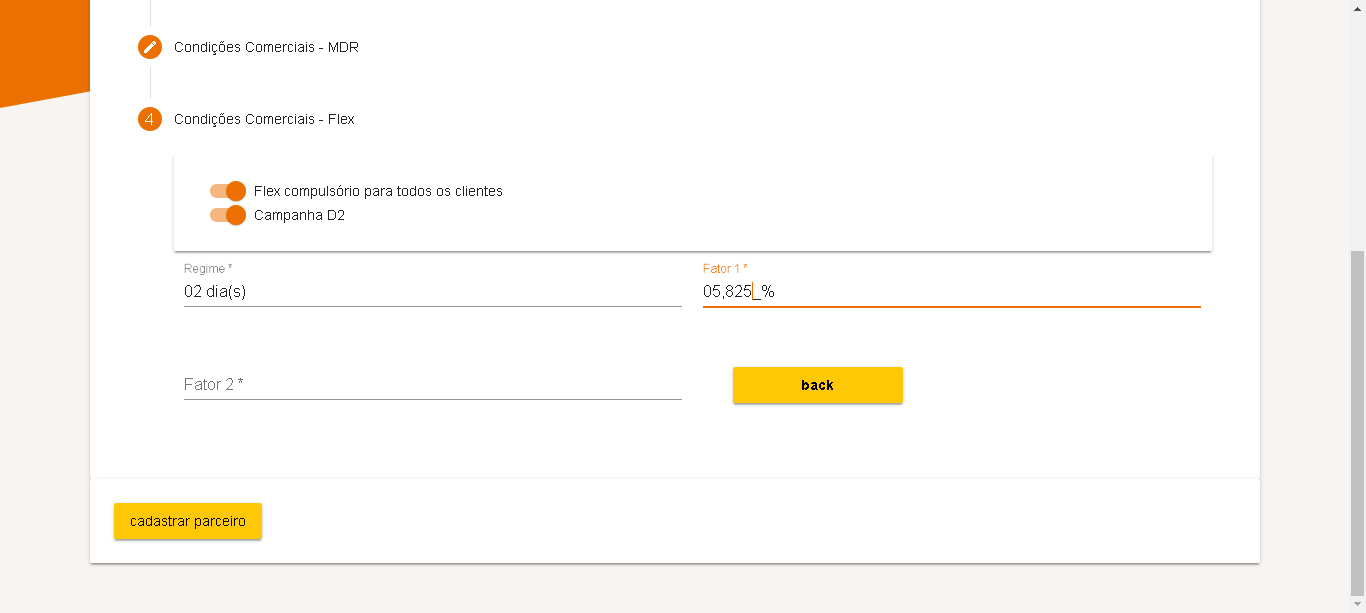 Condições Comerciais - MDR
4
Condições Comerciais - Flex
Flex compulsório para todos os clientes
Campanha D2
Regime *
02 dia(s)
Fator 1 *
05,825_%
Fator 2 *
back
cadastrar parceiro